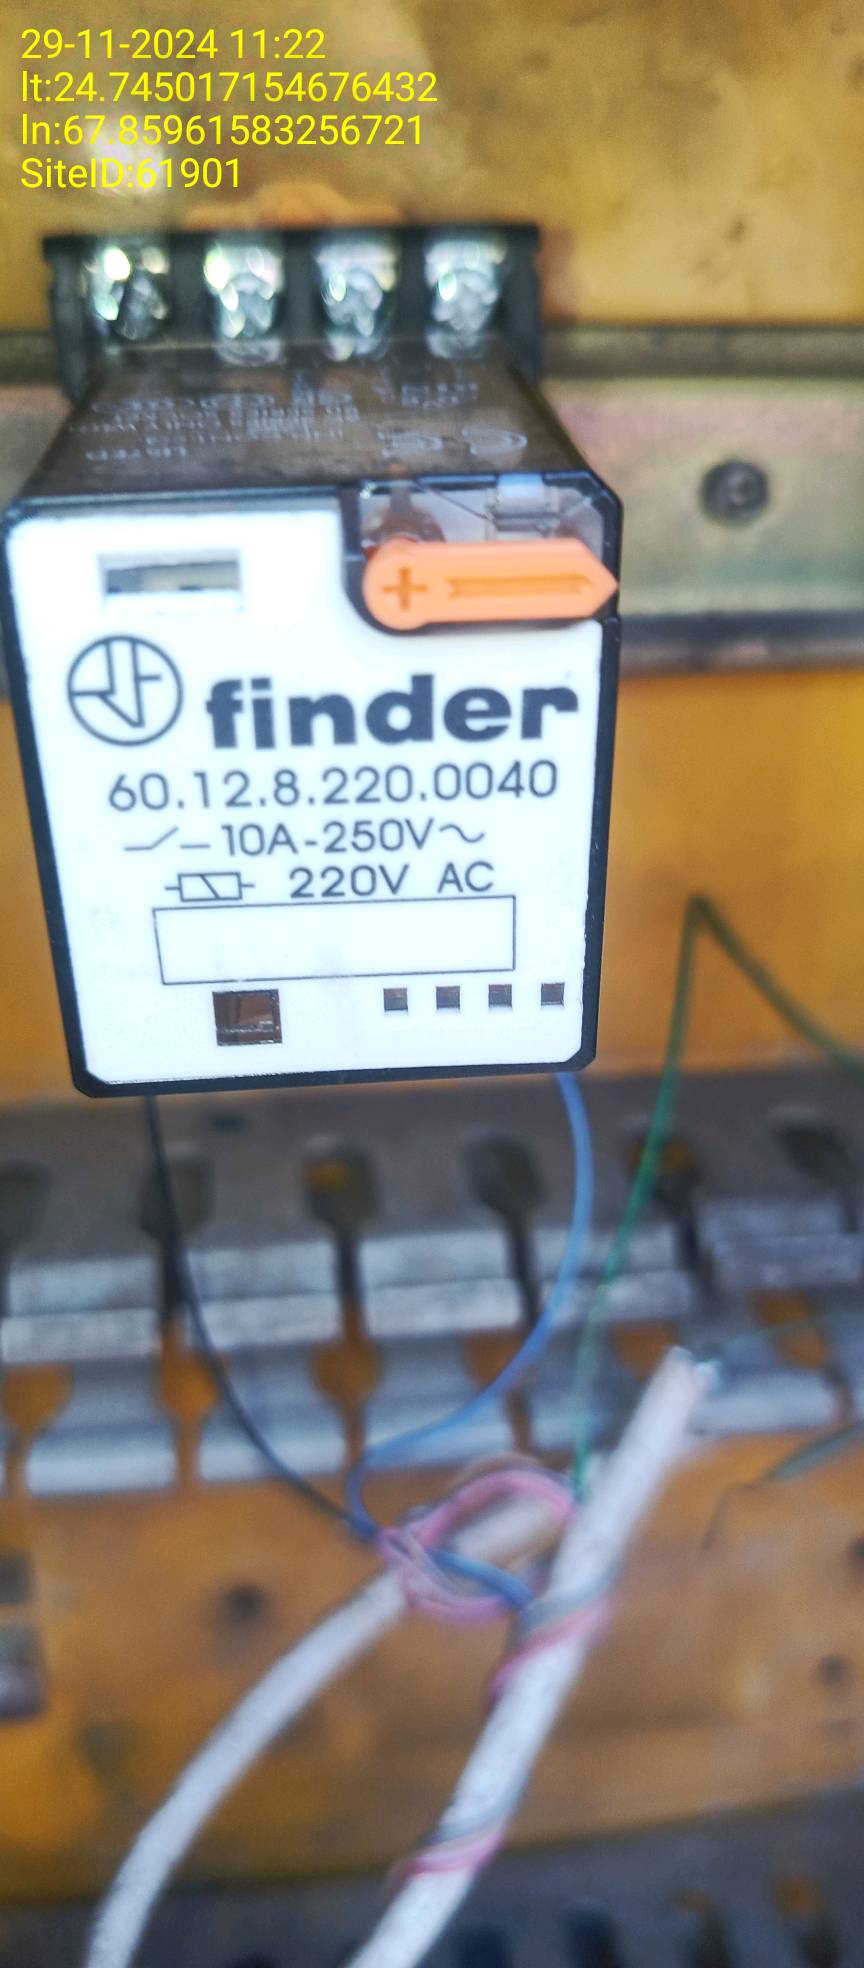 29-11-2024 11:22
lt:24.745017154676432
ln:67.85961583256721
SiteID:61901
finder
60.12.8.220.0040
10A-250V~
220V AC